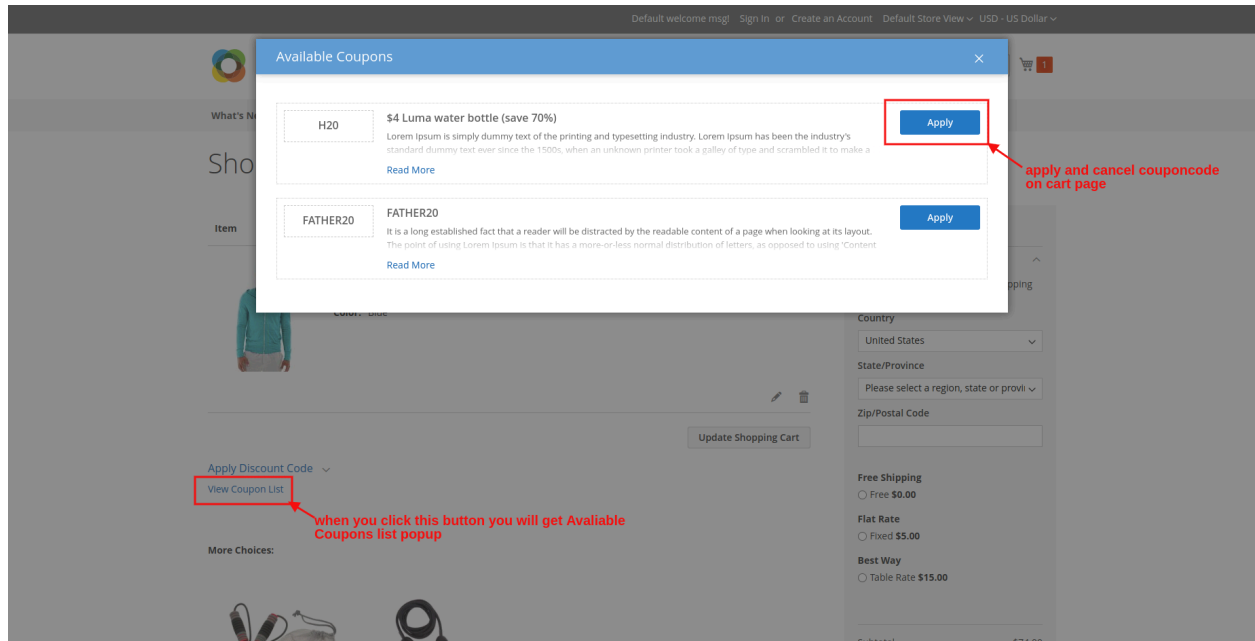 Default welcome msg! Sign In or Create an Account Default Store View USD - US Dollar
Available Coupons
1
What's Ne
H20
$4 Luma water bottle (save 70%)
Lorem Ipsum is simply dummy text of the printing and typesetting industry. Lorem Ipsum has been the industry's
standard dummy text ever since the 1500s, when an unknown printer took a galley of type and scrambled it to make a
Read More
Apply
apply and cancel couponcode
on cart page
Sho
FATHER20
FATHER20
It is a long established fact that a reader will be distracted by the readable content of a page when looking at its layout.
The point of using Lorem Ipsum is that it has a more-or-less normal distribution of letters, as opposed to using 'Content
Read More
Apply
Item
pping
Color: Blue
Country
United States
State/Province
Please select a region, state or provi
Zip/Postal Code
Update Shopping Cart
Apply Discount Code
View Coupon List
when you click this button you will get Avaliable
Coupons list popup
Free Shipping
Free $0.00
Flat Rate
Fixed $5.00
Best Way
Table Rate $15.00
More Choices: